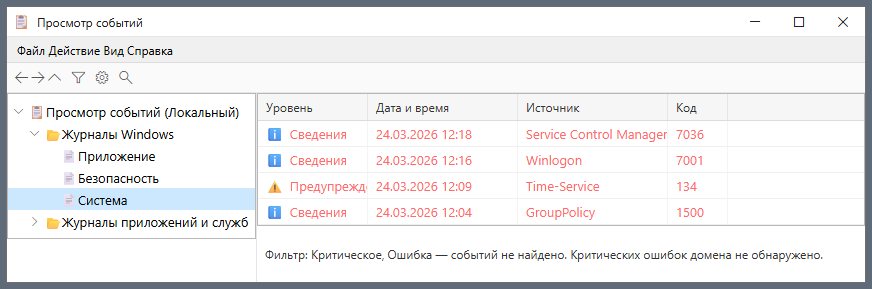 Просмотр событий
Файл Действие Вид Справка
Просмотр событий (Локальный)
Журналы Windows
Приложение
Безопасность
Система
Журналы приложений и служб
Уровень Дата и время Источник Код
Сведения 24.03.2026 12:18 Service Control Manager 7036
Сведения 24.03.2026 12:16 Winlogon 7001
Предупрежд 24.03.2026 12:09 Time-Service 134
Сведения 24.03.2026 12:04 GroupPolicy 1500
Фильтр: Критическое, Ошибка — событий не найдено. Критических ошибок домена не обнаружено.